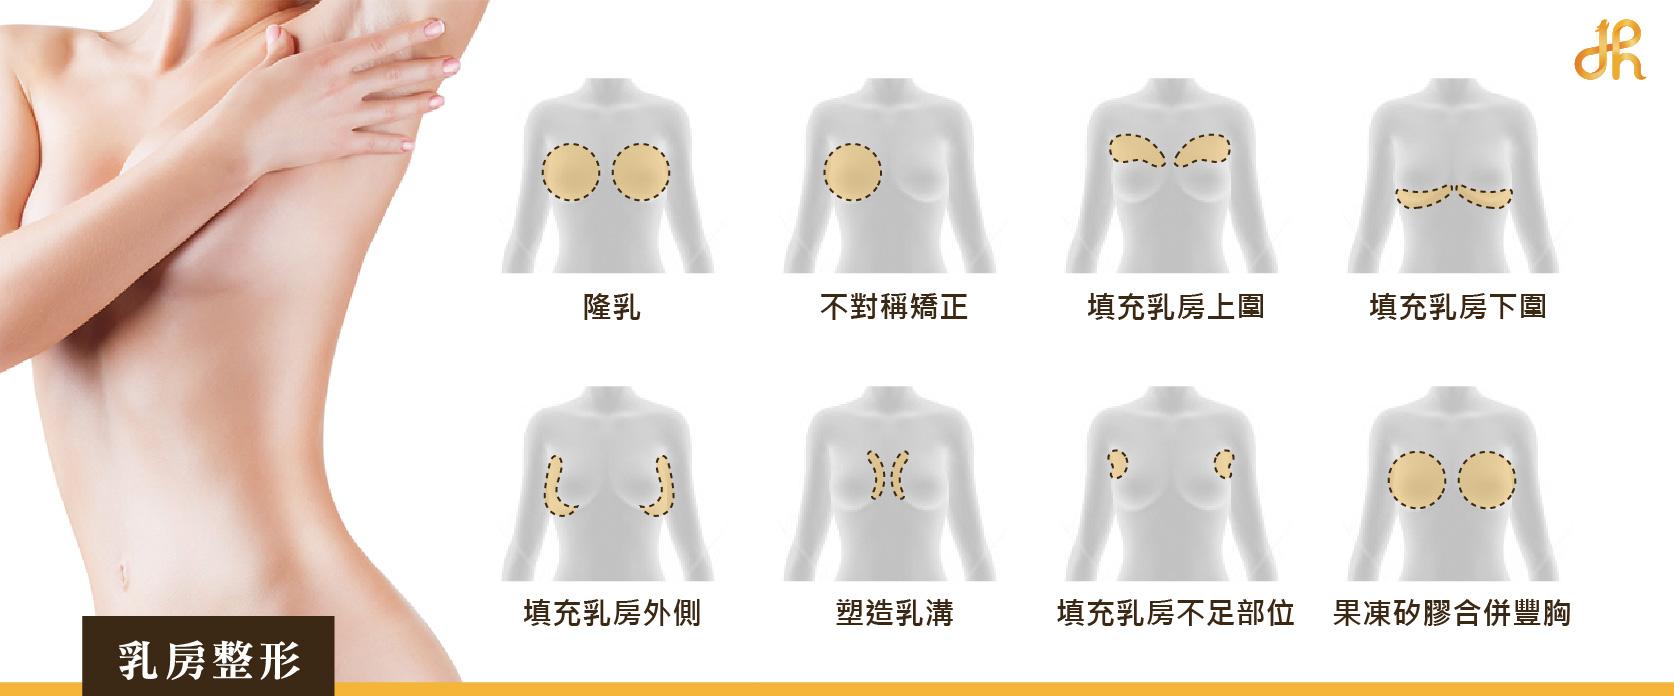 隆乳
不對稱矯正
填充乳房上圍
填充乳房下圍
填充乳房外側
塑造乳溝
填充乳房不足部位
果凍矽膠合併豐胸
乳房整形